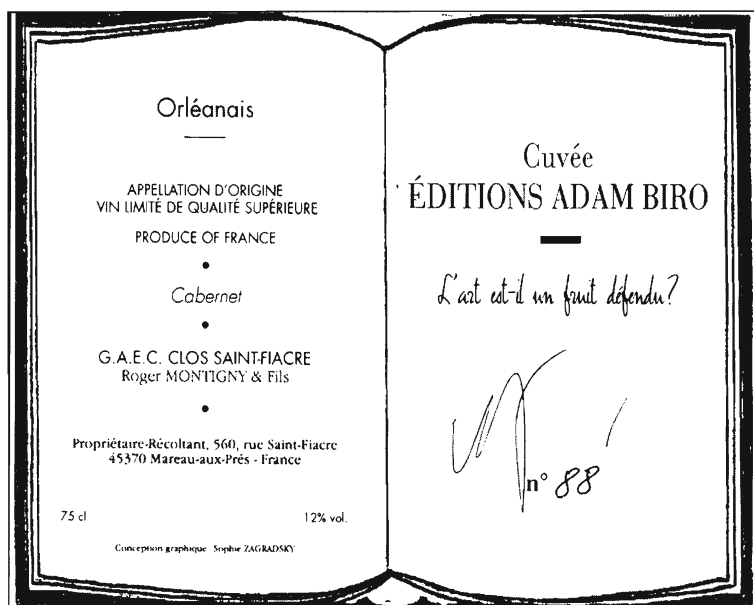 Orléanais
APPELLATION D'ORIGINE
VIN LIMITÉ DE QUALITÉ SUPÉRIEURE
PRODUCE OF FRANCE
Cabernet
G.A.E.C. CLOS SAINT-FIACRE
Roger MONTIGNY & Fils
Propriétaire-Récoltant, 560, rue Saint-Fiacre
45370 Mareau-aux-Prés - France
75 cl 12% vol.
Conception graphique Sophie ZAGRADSKY
Cuvée
ÉDITIONS ADAM BIRO
L'art est-il un fruit défendu?
n° 88